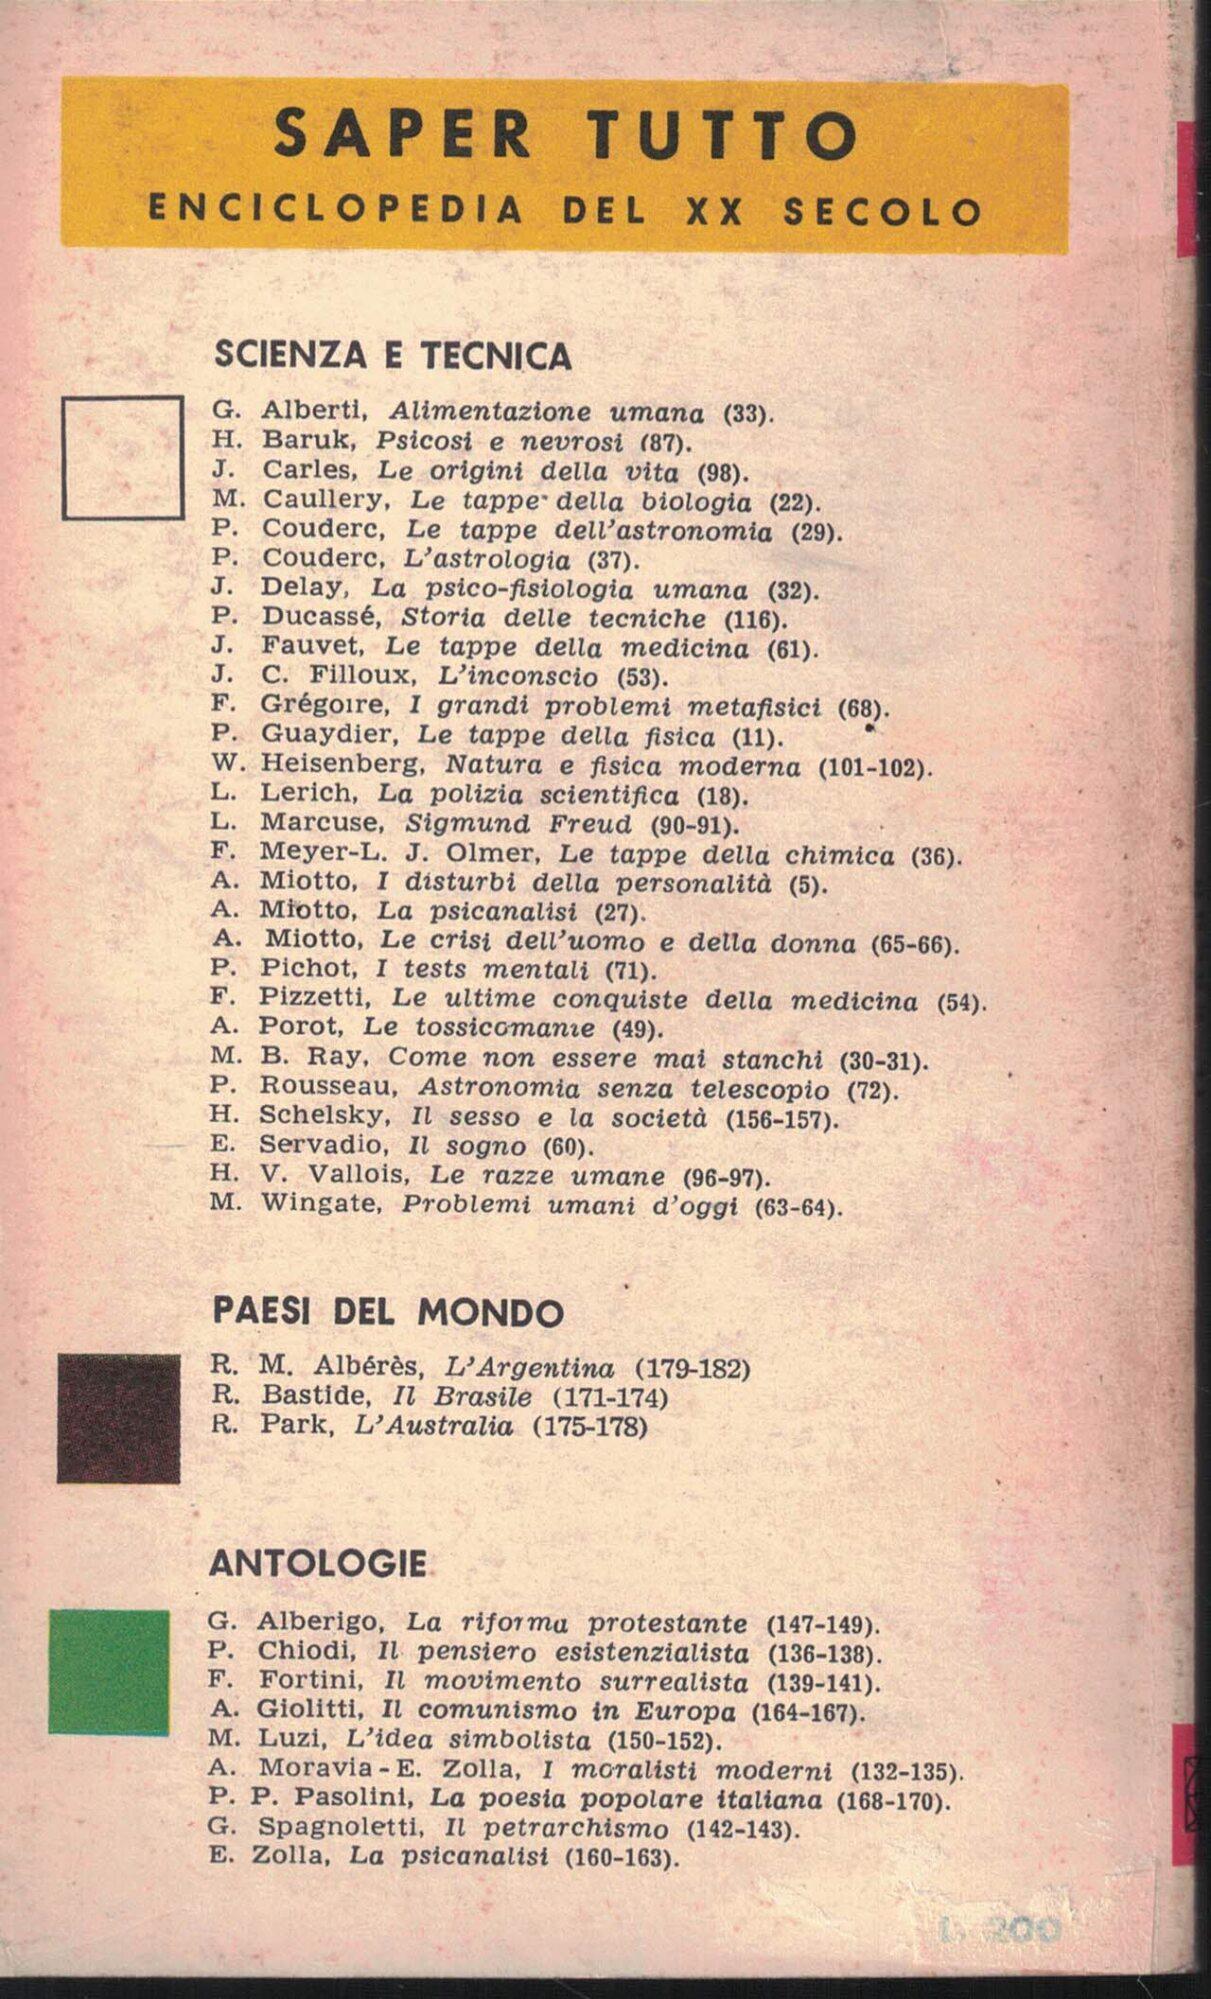 SAPER TUTTO
ENCICLOPEDIA DEL XX SECOLO
SCIENZA E TECNICA
G. Alberti, Alimentazione umana (33).
H. Baruk, Psicosi e nevrosi (87).
J. Carles, Le origini della vita (98).
M. Caullery, Le tappe della biologia (22).
P. Couderc, Le tappe dell'astronomia (29).
P. Couderc, L'astrologia (37).
J. Delay, La psico-fisiologia umana (32).
P. Ducassé, Storia delle tecniche (116).
J. Fauvet, Le tappe della medicina (61).
J. C. Filloux, L'inconscio (53).
F. Grégoire, I grandi problemi metafisici (68).
P. Guaydier, Le tappe della fisica (11).
W. Heisenberg, Natura e fisica moderna (101-102).
L. Lerich, La polizia scientifica (18).
L. Marcuse, Sigmund Freud (90-91).
F. Meyer-L. J. Olmer, Le tappe della chimica (36).
A. Miotto, I disturbi della personalità (5).
A. Miotto, La psicanalisi (27).
A. Miotto, Le crisi dell'uomo e della donna (65-66).
P. Pichot, I tests mentali (71).
F. Pizzetti, Le ultime conquiste della medicina (54).
A. Porot, Le tossicomanie (49).
M. B. Ray, Come non essere mai stanchi (30-31).
P. Rousseau, Astronomia senza telescopio (72).
H. Schelsky, Il sesso e la società (156-157).
E. Servadio, Il sogno (60).
H. V. Vallois, Le razze umane (96-97).
M. Wingate, Problemi umani d'oggi (63-64).
PAESI DEL MONDO
R. M. Albérès, L'Argentina (179-182)
R. Bastide, Il Brasile (171-174)
R. Park, L'Australia (175-178)
ANTOLOGIE
G. Alberigo, La riforma protestante (147-149).
P. Chiodi, Il pensiero esistenzialista (136-138).
F. Fortini, Il movimento surrealista (139-141).
A. Giolitti, Il comunismo in Europa (164-167).
M. Luzi, L'idea simbolista (150-152).
A. Moravia - E. Zolla, I moralisti moderni (132-135).
P. P. Pasolini, La poesia popolare italiana (168-170).
G. Spagnoletti, Il petrarchismo (142-143).
E. Zolla, La psicanalisi (160-163).
L. 200